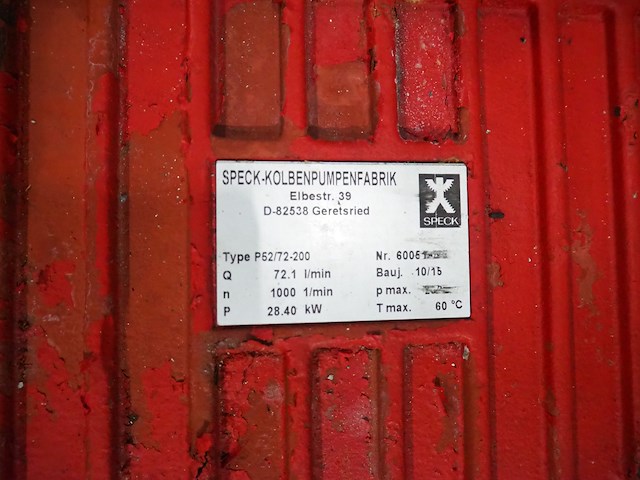 SPECK-KOLBENPUMPENFABRIK
Elbestr. 39
D-82538 Geretsried
SPECK
Type P52/72-200 Nr.
Q 72.1 l/min Bauj. 10/15
n 1000 1/min p max.
P 28.40 kW T max. 60 °C